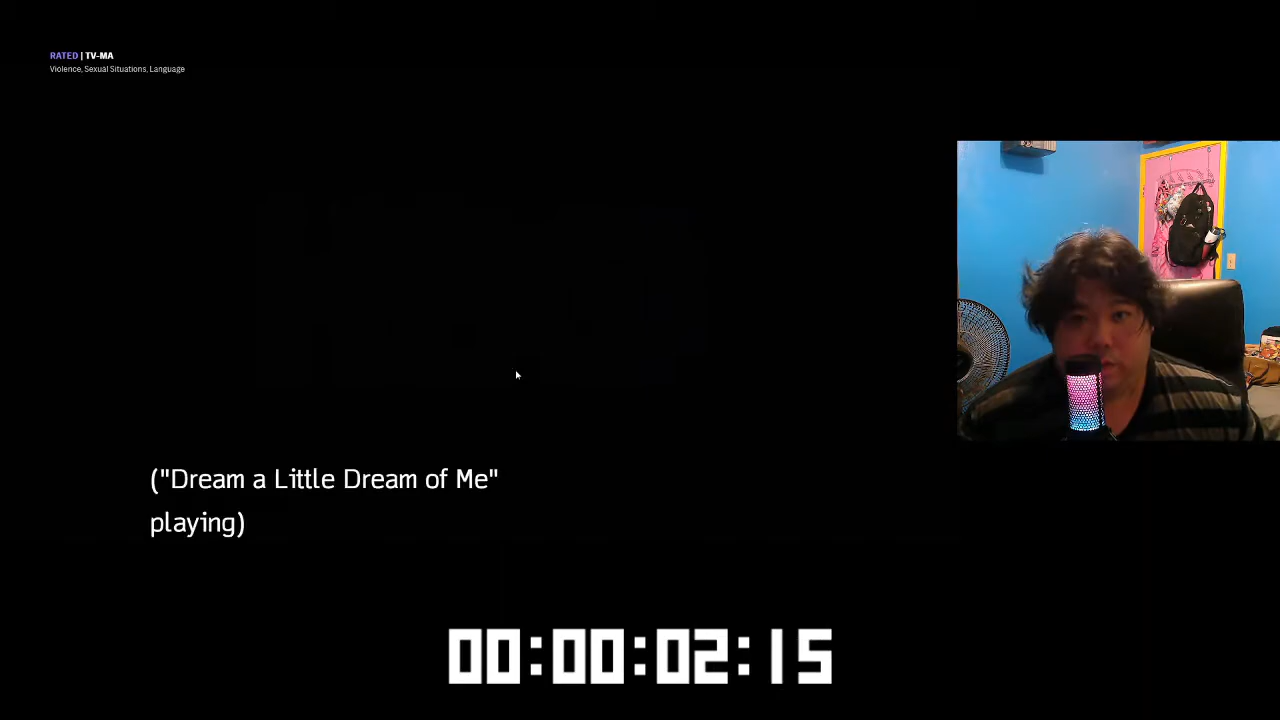 RATED | TV-MA
Violence, Sexual Situations, Language
("Dream a Little Dream of Me"
playing)
00:00:02:15